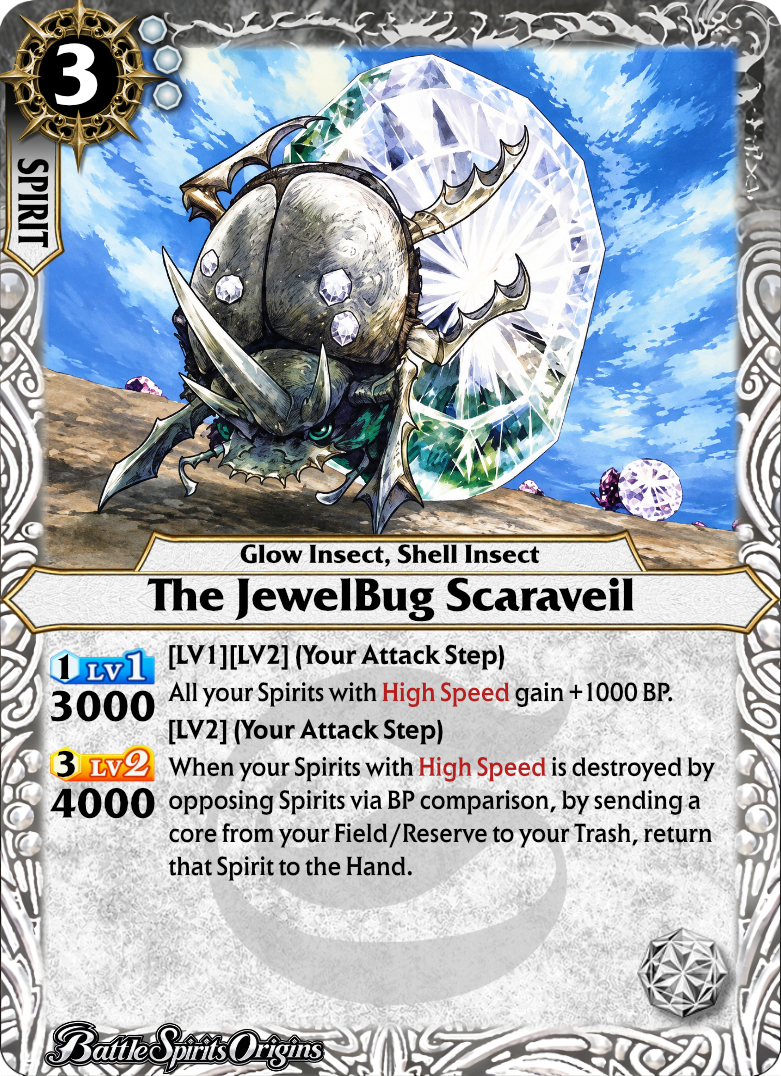 3
SPIRIT
Glow Insect, Shell Insect
The JewelBug Scaraveil
1 LV1
3000
3 LV2
4000
[LV1][LV2] (Your Attack Step)
All your Spirits with High Speed gain +1000 BP.
[LV2] (Your Attack Step)
When your Spirits with High Speed is destroyed by
opposing Spirits via BP comparison, by sending a
core from your Field/Reserve to your Trash, return
that Spirit to the Hand.
Battle Spirits Origins